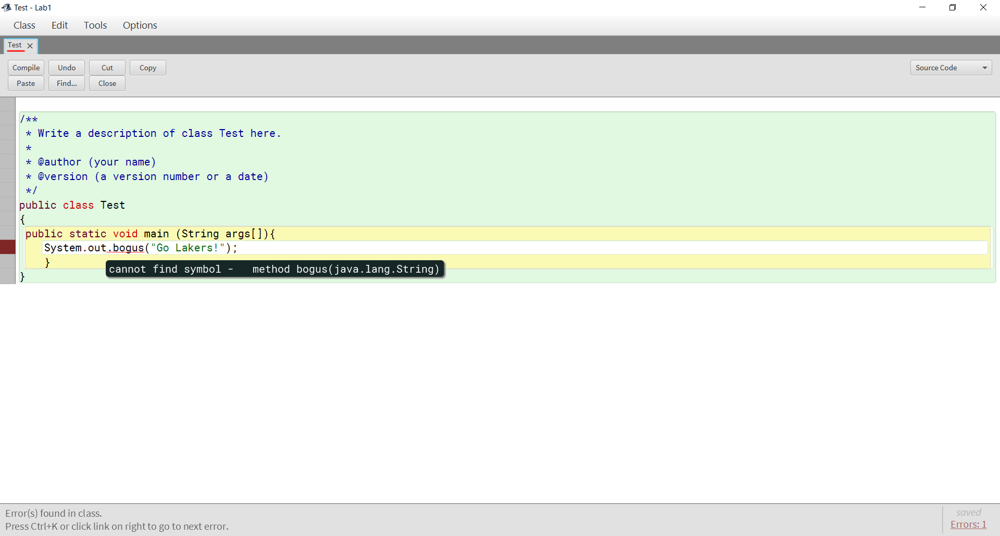 Test - Lab1
Class Edit Tools Options
Test
Compile Undo Cut Copy Source Code
Paste Find... Close
/**
* Write a description of class Test here.
*
* @author (your name)
* @version (a version number or a date)
*/
public class Test
{
public static void main (String args[]){
System.out.bogus("Go Lakers!");
}
cannot find symbol -   method bogus(java.lang.String)
}
Error(s) found in class.
Press Ctrl+K or click link on right to go to next error.
saved
Errors: 1